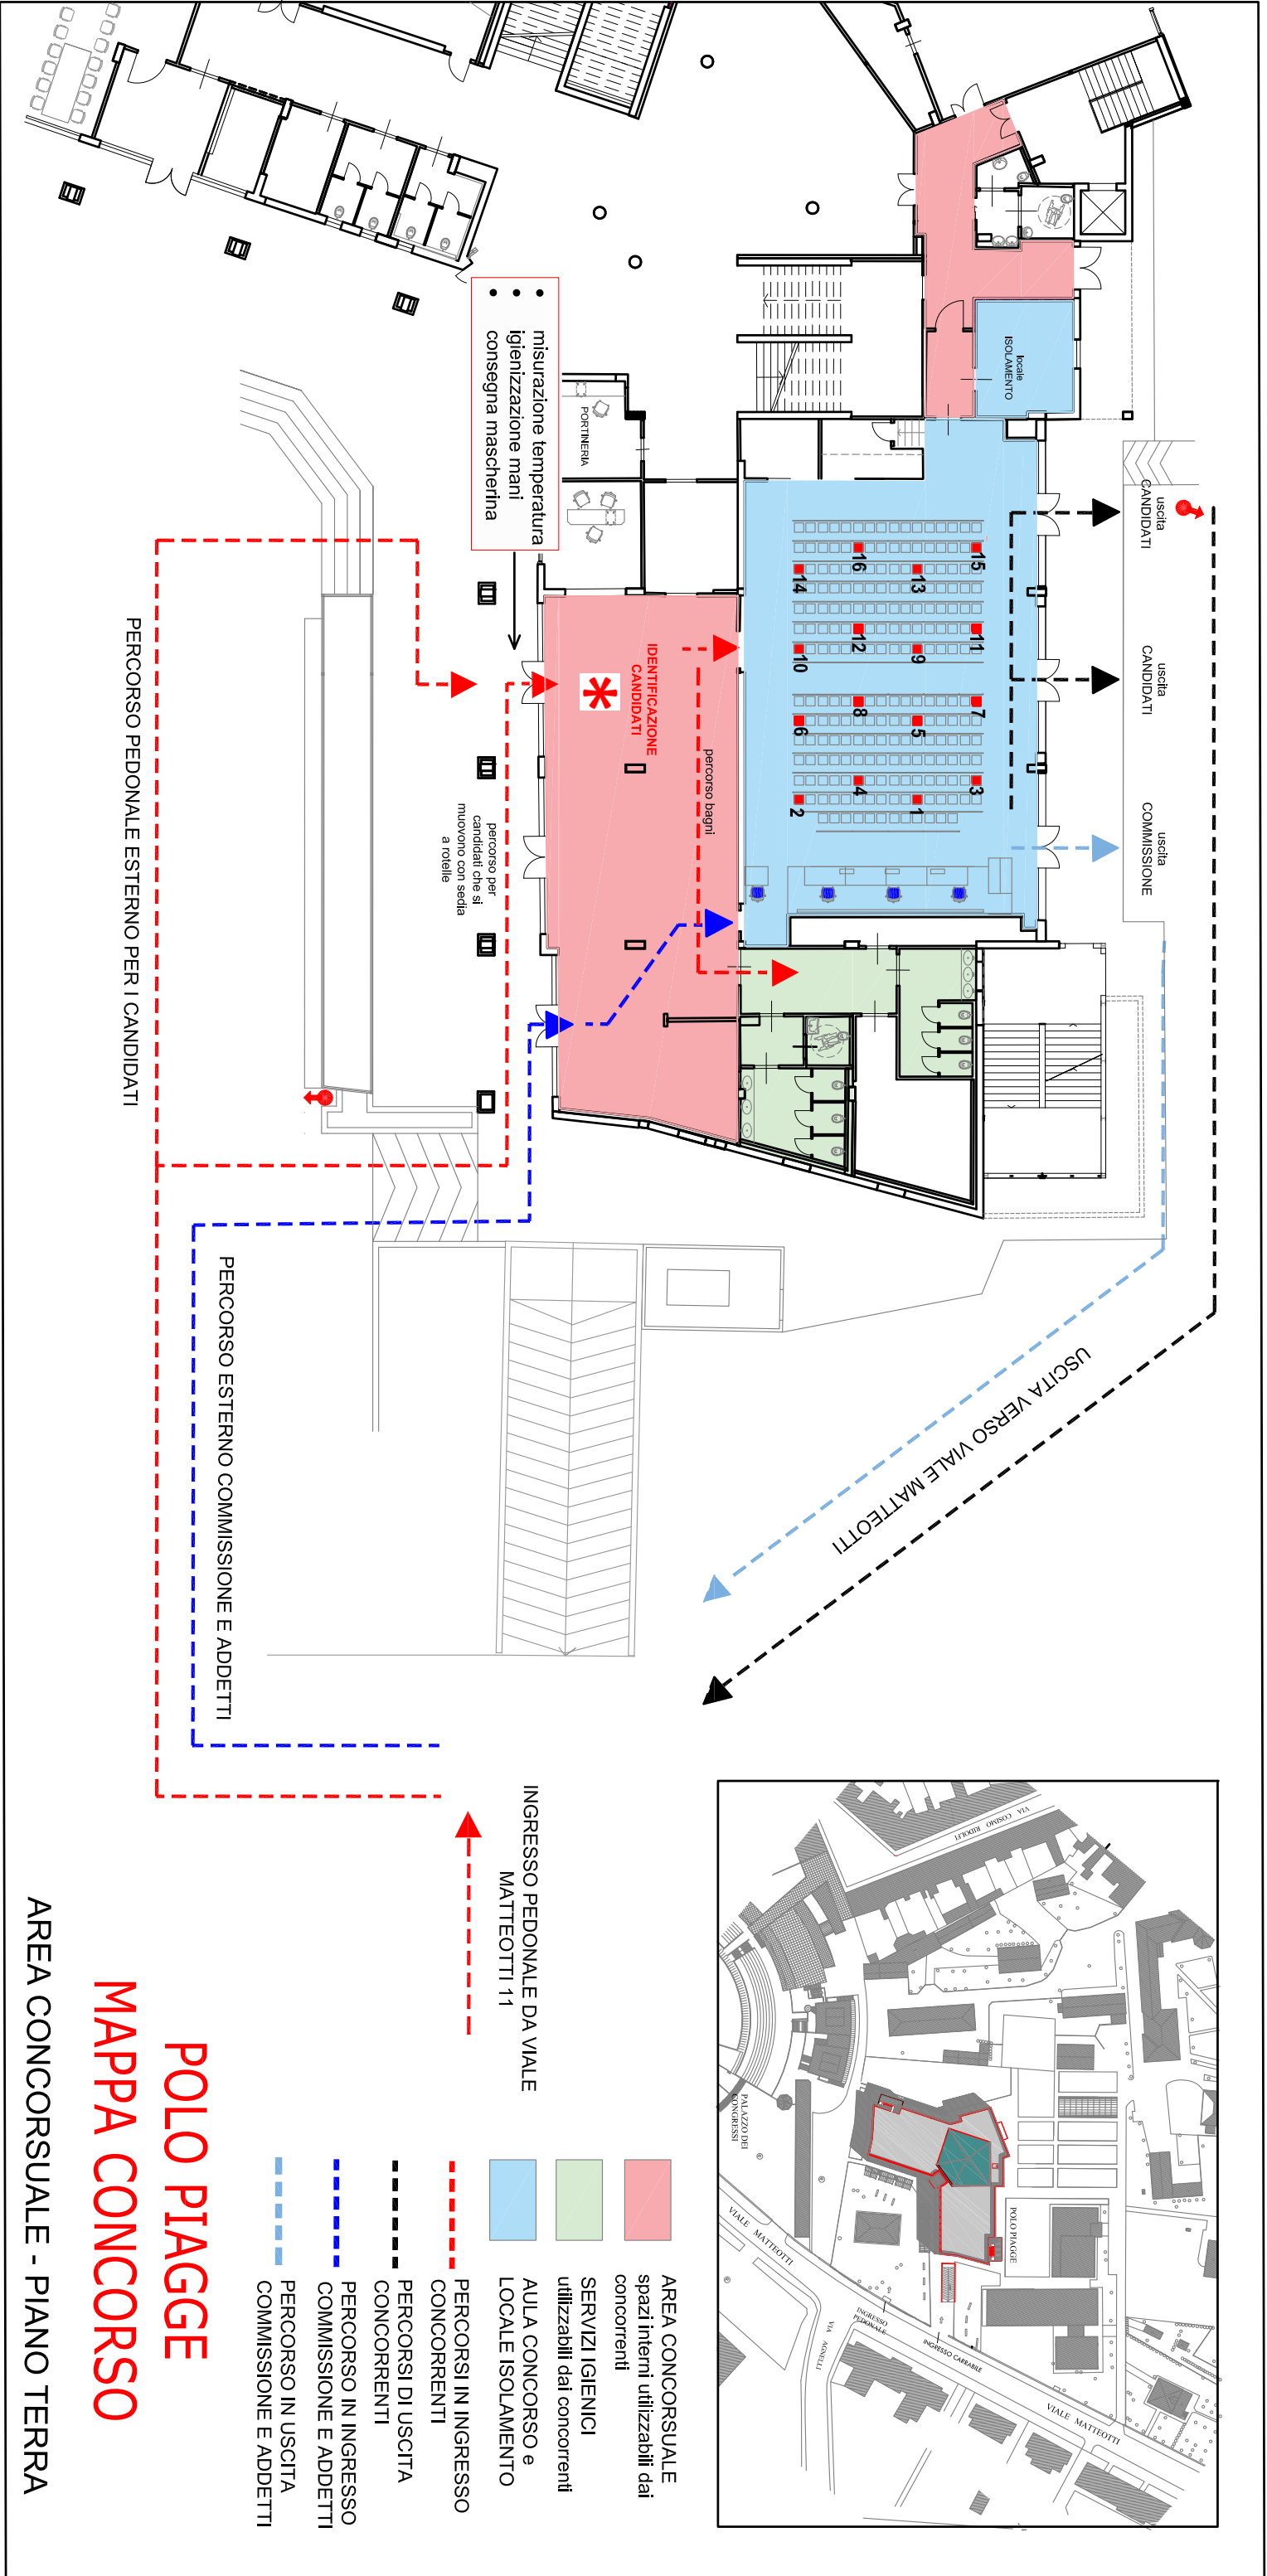 locale
ISOLAMENTO
uscita
CANDIDATI
uscita
CANDIDATI
uscita
COMMISSIONE
15
16
13
14
11
12
9
10
7
8
5
6
3
4
1
2
PORTINERIA
• misurazione temperatura
• igienizzazione mani
• consegna mascherina
IDENTIFICAZIONE
CANDIDATI
*
percorso bagni
percorso per
candidati che si
muovono con sedia
a rotelle
PERCORSO PEDONALE ESTERNO PER I CANDIDATI
PERCORSO ESTERNO COMMISSIONE E ADDETTI
USCITA VERSO VIALE MATTEOTTI
INGRESSO PEDONALE DA VIALE
MATTEOTTI 11
VIA COSIMO RIDOLFI
PALAZZO DEI
CONGRESSI
POLO PIAGGE
VIALE MATTEOTTI
INGRESSO
PEDONALE
INGRESSO CARRABILE
VIA AGNELLI
VIALE MATTEOTTI
AREA CONCORSUALE
spazi interni utilizzabili dai
concorrenti
SERVIZI IGIENICI
utilizzabili dai concorrenti
AULA CONCORSO e
LOCALE ISOLAMENTO
PERCORSI IN INGRESSO
CONCORRENTI
PERCORSI DI USCITA
CONCORRENTI
PERCORSO IN INGRESSO
COMMISSIONE E ADDETTI
PERCORSO IN USCITA
COMMISSIONE E ADDETTI
POLO PIAGGE
MAPPA CONCORSO
AREA CONCORSUALE - PIANO TERRA